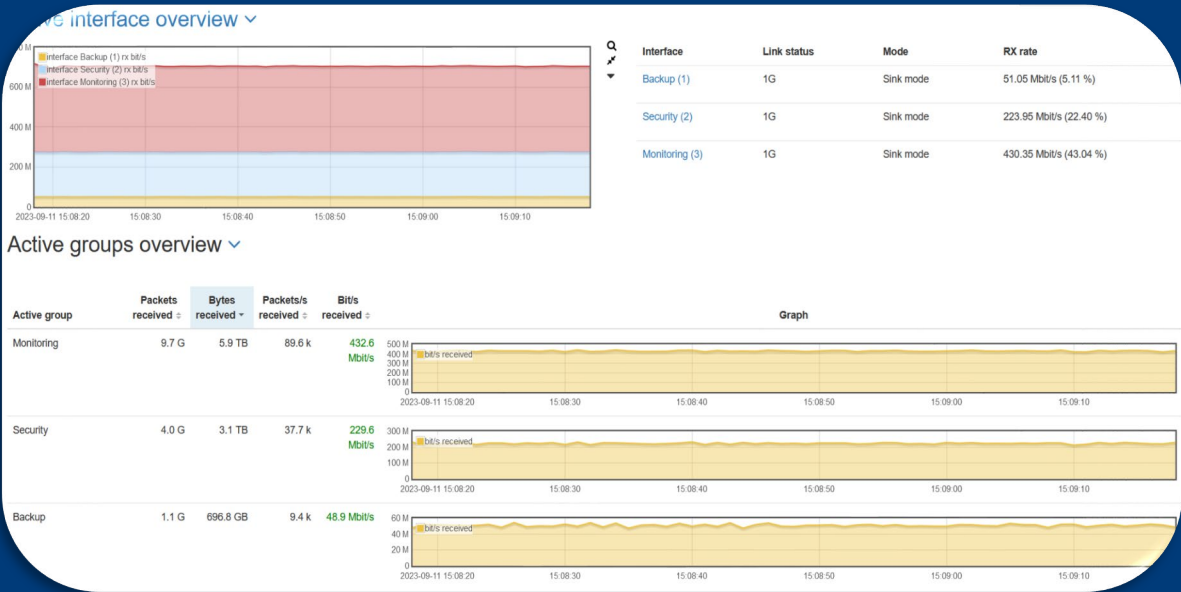 ve interface overview
0 M
interface Backup (1) rx bit/s
interface Security (2) rx bit/s
interface Monitoring (3) rx bit/s
600 M
400 M
200 M
0
2023-09-11 15:08:20 15:08:30 15:08:40 15:08:50 15:09:00 15:09:10
Interface Link status Mode RX rate
Backup (1) 1G Sink mode 51.05 Mbit/s (5.11 %)
Security (2) 1G Sink mode 223.95 Mbit/s (22.40 %)
Monitoring (3) 1G Sink mode 430.35 Mbit/s (43.04 %)
Active groups overview
Packets Bytes Packets/s Bit/s
Active group received received received received Graph
Monitoring 9.7 G 5.9 TB 89.6 k 432.6
Mbit/s
500 M
400 M
300 M
200 M
100 M
0
bit/s received
2023-09-11 15:08:20 15:08:30 15:08:40 15:08:50 15:09:00 15:09:10
Security 4.0 G 3.1 TB 37.7 k 229.6
Mbit/s
300 M
200 M
100 M
0
bit/s received
2023-09-11 15:08:20 15:08:30 15:08:40 15:08:50 15:09:00 15:09:10
Backup 1.1 G 696.8 GB 9.4 k 48.9 Mbit/s
60 M
40 M
20 M
0
bit/s received
2023-09-11 15:08:20 15:08:30 15:08:40 15:08:50 15:09:00 15:09:10